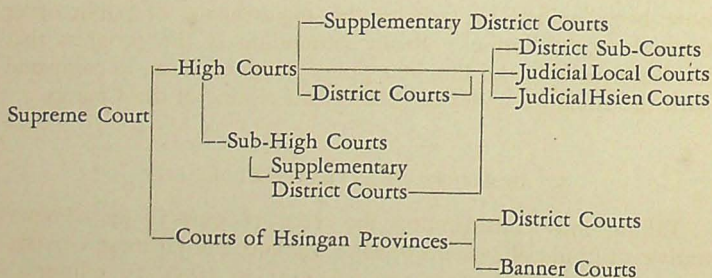 Supplementary District Courts
District Sub-Courts
High Courts
Judicial Local Courts
District Courts
Judicial Hsien Courts
Supreme Court
Sub-High Courts
Supplementary
District Courts
District Courts
Courts of Hsingan Provinces
Banner Courts